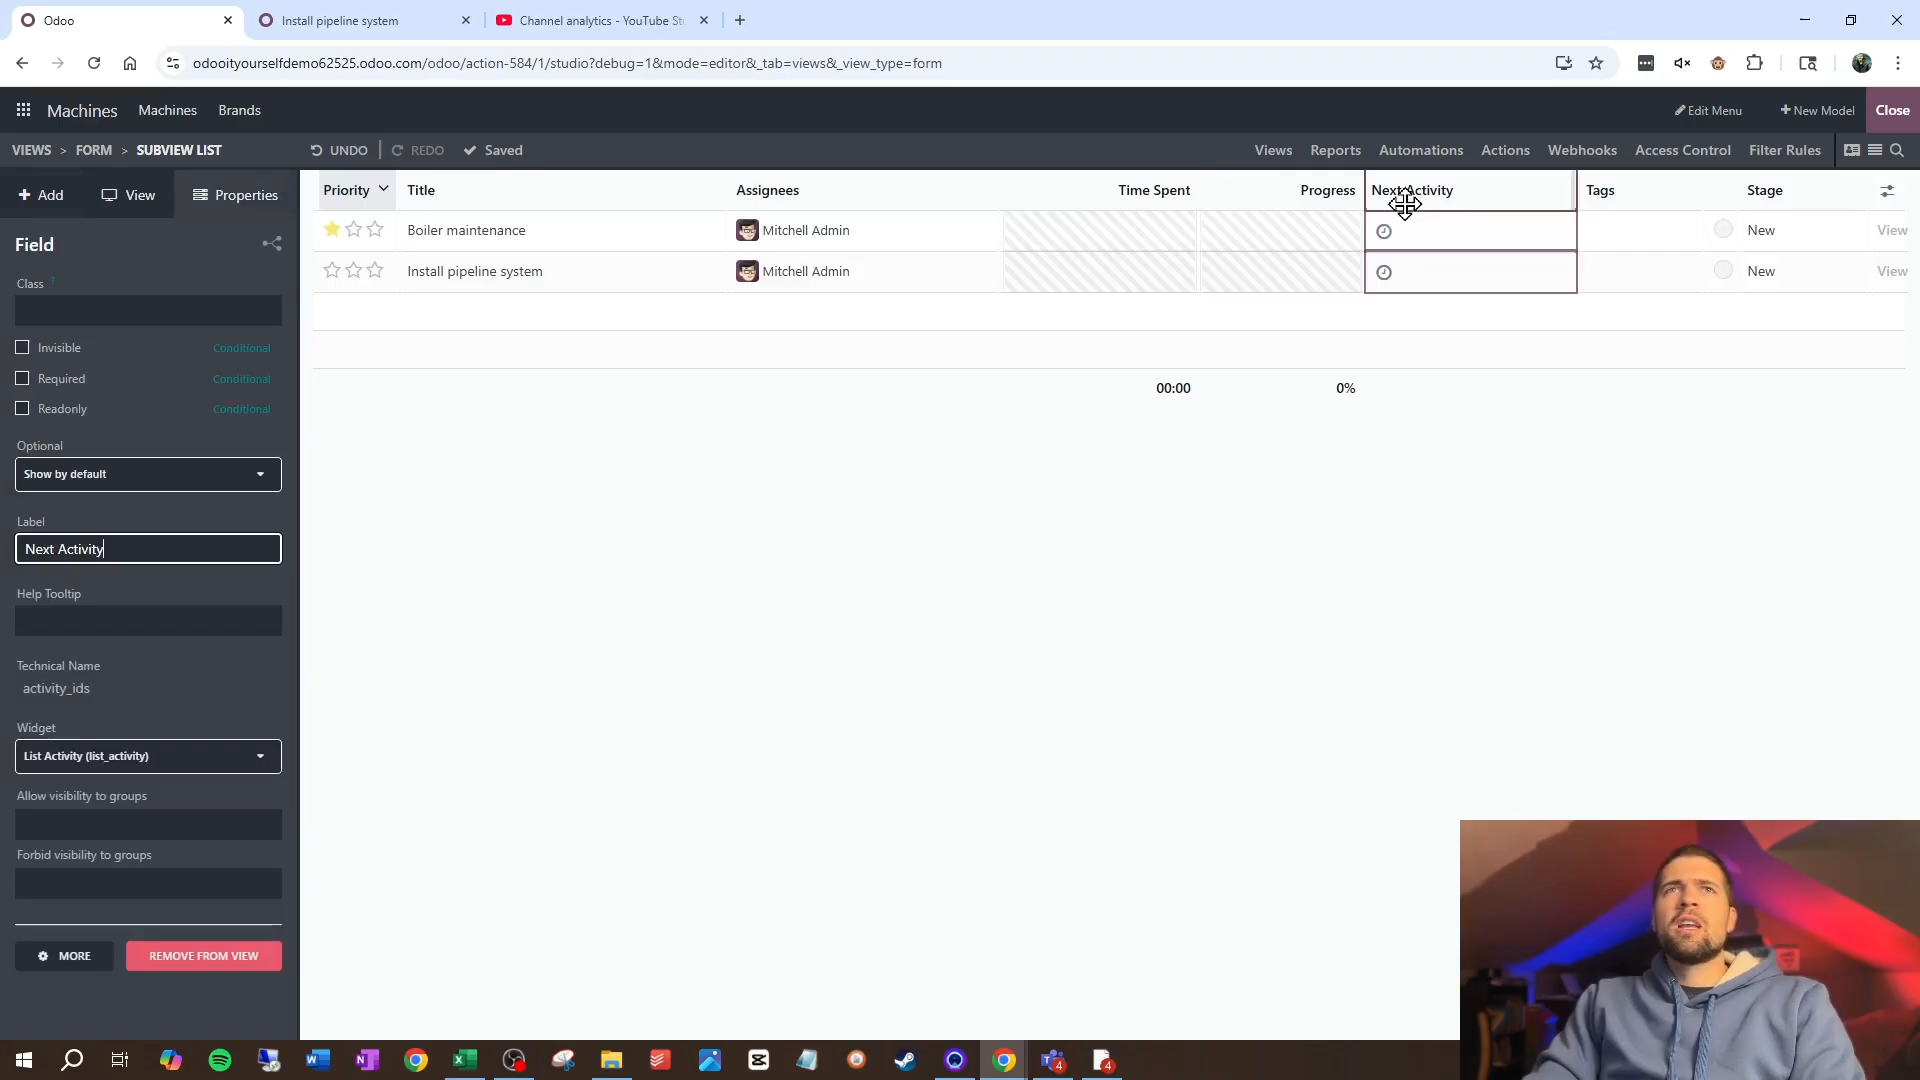 Odoo
Install pipeline system
Channel analytics - YouTube St
odooityourselfdemo62525.odoo.com/odoo/action-584/1/studio?debug=1&mode=editor&_tab=views&_view_type=form
Machines
Machines
Brands
Edit Menu
New Model
Close
VIEWS > FORM > SUBVIEW LIST
UNDO
REDO
Saved
Views
Reports
Automations
Actions
Webhooks
Access Control
Filter Rules
Add
View
Properties
Priority
Title
Assignees
Time Spent
Progress
Next Activity
Tags
Stage
Boiler maintenance
Mitchell Admin
New
View
Install pipeline system
Mitchell Admin
New
View
00:00
0%
Field
Class ?
Invisible
Conditional
Required
Conditional
Readonly
Conditional
Optional
Show by default
Label
Next Activity
Help Tooltip
Technical Name
activity_ids
Widget
List Activity (list_activity)
Allow visibility to groups
Forbid visibility to groups
MORE
REMOVE FROM VIEW
4
4